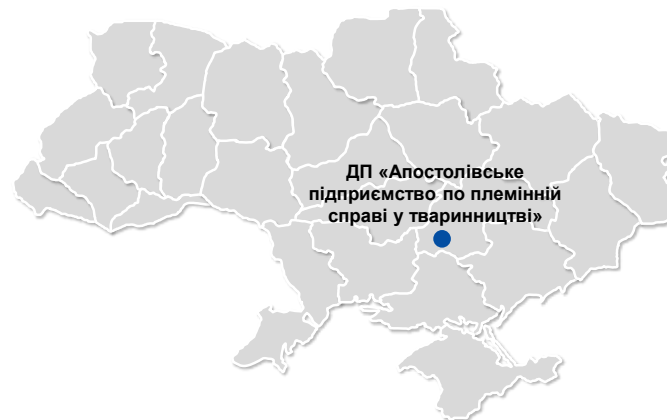 ДП «Апостолівське
підприємство по племінній
справі у тваринництві»